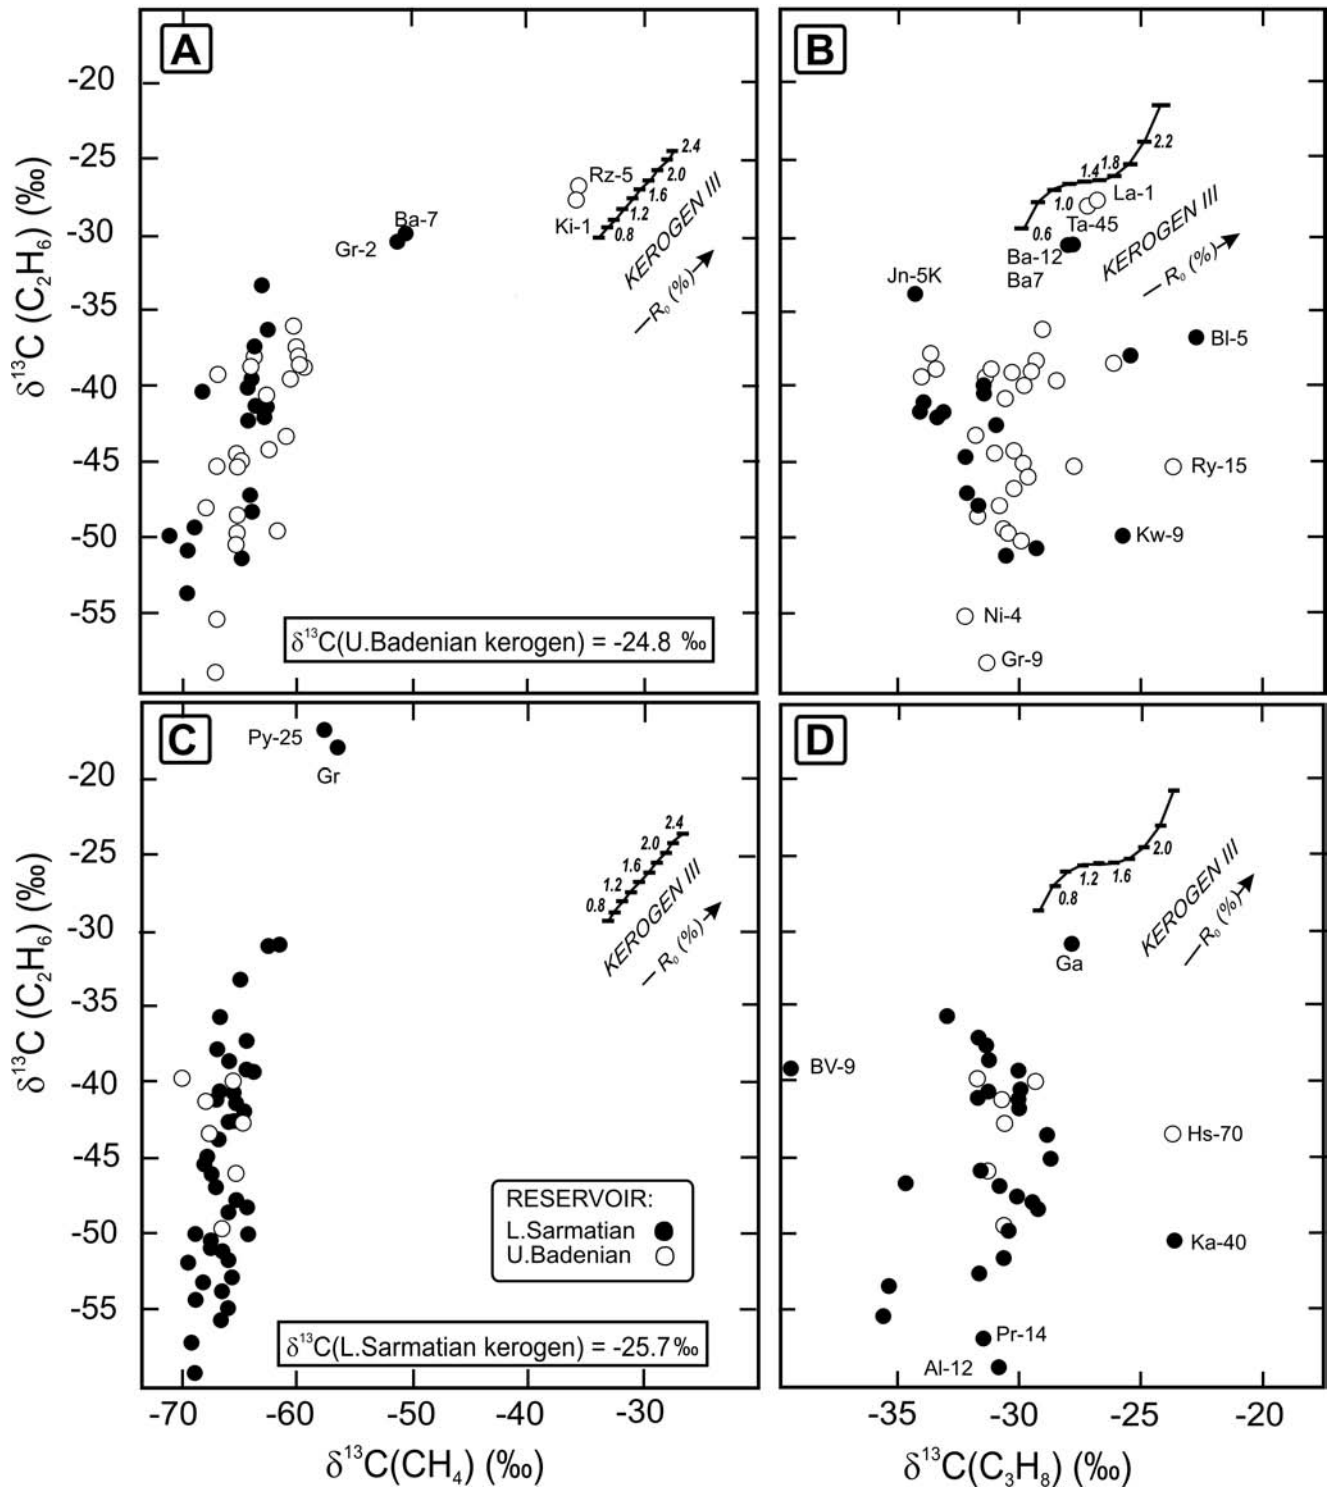 A
B
-20
-25
-30
-35
-40
-45
-50
-55
δ¹³C (C₂H₆) (‰)
Rz-5
Ki-1
Ba-7
Gr-2
2.4
2.0
1.6
1.2
0.8
KEROGEN III
R₀ (%)
δ¹³C(U.Badenian kerogen) = -24.8 ‰
2.2
1.8
1.4
1.0
0.6
La-1
Ta-45
Ba-12
Ba7
KEROGEN III
R₀ (%)
Jn-5K
Bl-5
Ry-15
Kw-9
Ni-4
Gr-9
C
D
-20
-25
-30
-35
-40
-45
-50
-55
δ¹³C (C₂H₆) (‰)
Py-25
Gr
2.4
2.0
1.6
1.2
0.8
KEROGEN III
R₀ (%)
RESERVOIR:
L.Sarmatian
U.Badenian
δ¹³C(L.Sarmatian kerogen) = -25.7‰
2.0
1.6
1.2
0.8
KEROGEN III
R₀ (%)
Ga
BV-9
Hs-70
Ka-40
Pr-14
Al-12
-70 -60 -50 -40 -30
-35 -30 -25 -20
δ¹³C(CH₄) (‰)
δ¹³C(C₃H₈) (‰)